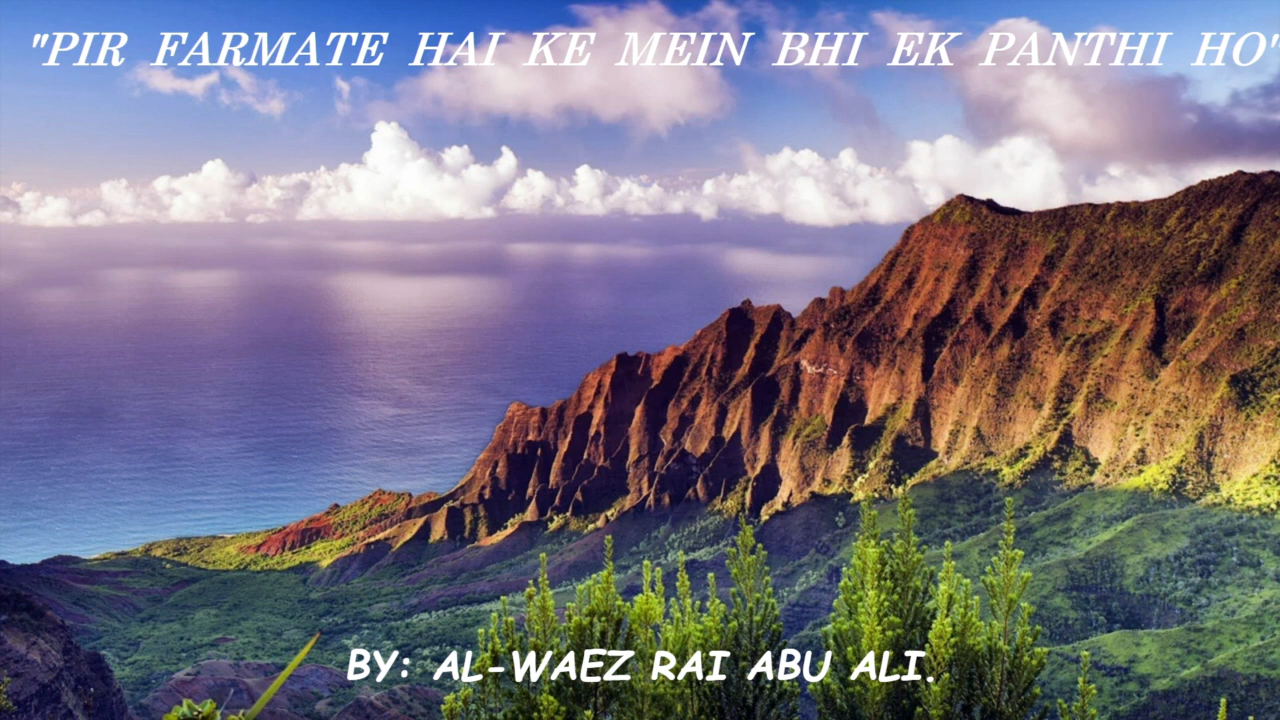 "PIR FARMATE HAI KE MEIN BHI EK PANTHI HO"
BY: AL-WAEZ RAI ABU ALI.